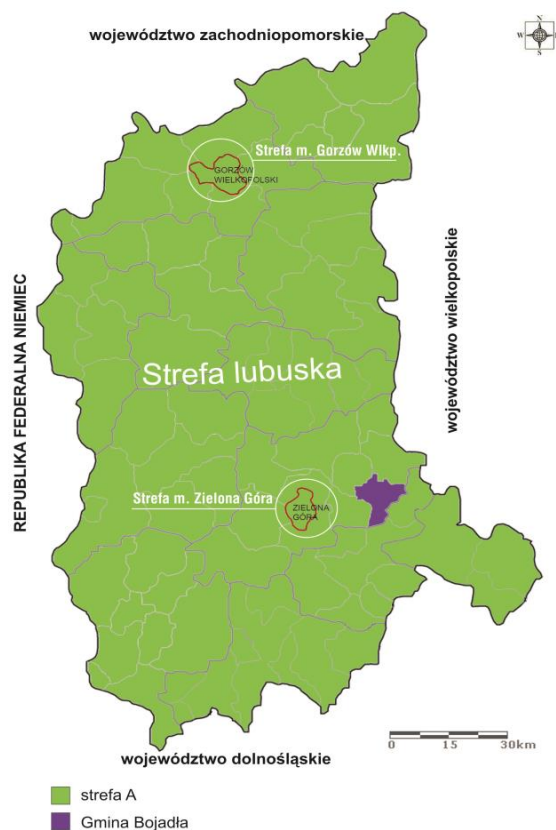 województwo zachodniopomorskie
N
W
S
Strefa m. Gorzów Wlkp.
GORZÓW
WIELKOPOLSKI
województwo wielkopolskie
REPUBLIKA FEDERALNA NIEMIEC
Strefa lubuska
Strefa m. Zielona Góra
ZIELONA
GÓRA
0 15 30km
województwo dolnośląskie
strefa A
Gmina Bojadła